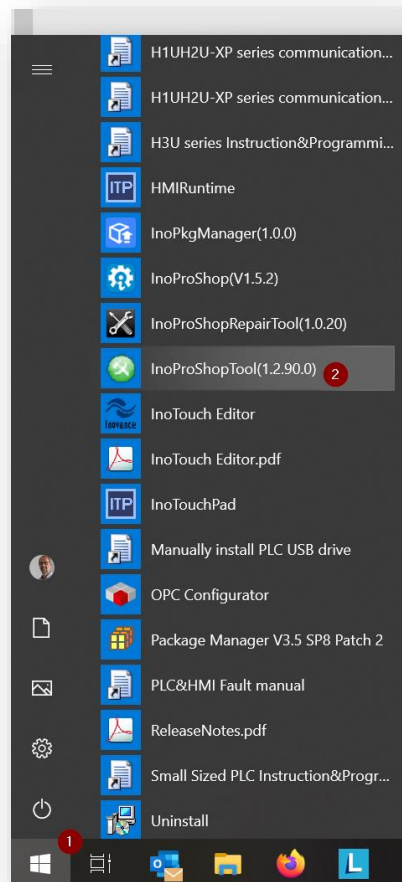 H1UH2U-XP series communication...
H1UH2U-XP series communication...
H3U series Instruction&Programmi...
ITP HMIRuntime
InoPkgManager(1.0.0)
InoProShop(V1.5.2)
InoProShopRepairTool(1.0.20)
InoProShopTool(1.2.90.0) 2
inovance InoTouch Editor
InoTouch Editor.pdf
ITP InoTouchPad
Manually install PLC USB drive
OPC Configurator
Package Manager V3.5 SP8 Patch 2
PLC&HMI Fault manual
ReleaseNotes.pdf
Small Sized PLC Instruction&Progr...
Uninstall
1
L